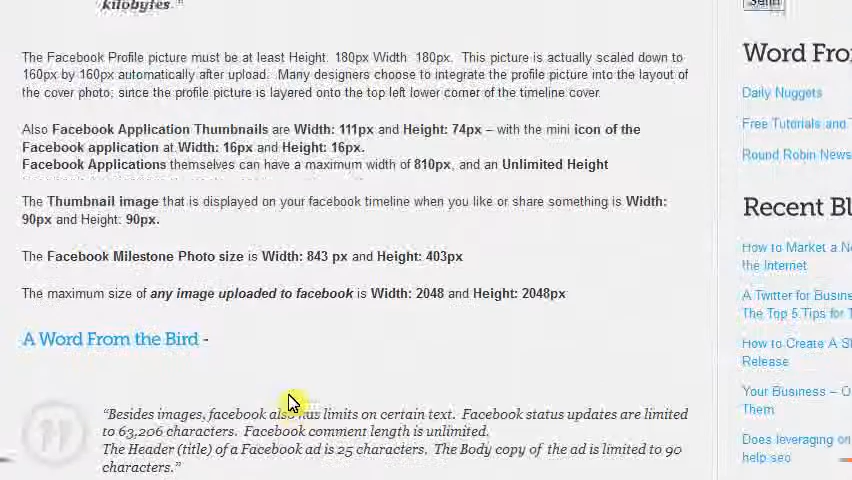 kilobytes."
The Facebook Profile picture must be at least Height: 180px Width 180px. This picture is actually scaled down to
160px by 160px automatically after upload. Many designers choose to integrate the profile picture into the layout of
the cover photo, since the profile picture is layered onto the top left lower corner of the timeline cover.
Also Facebook Application Thumbnails are Width: 111px and Height: 74px – with the mini icon of the
Facebook application at Width: 16px and Height: 16px.
Facebook Applications themselves can have a maximum width of 810px, and an Unlimited Height
The Thumbnail image that is displayed on your facebook timeline when you like or share something is Width:
90px and Height: 90px.
The Facebook Milestone Photo size is Width: 843 px and Height: 403px
The maximum size of any image uploaded to facebook is Width: 2048 and Height: 2048px
A Word From the Bird -
"Besides images, facebook also has limits on certain text. Facebook status updates are limited
to 63,206 characters. Facebook comment length is unlimited.
The Header (title) of a Facebook ad is 25 characters. The Body copy of the ad is limited to 90
characters."
Send
Word Fro
Daily Nuggets
Free Tutorials and
Round Robin News
Recent Bl
How to Market a N
the Internet
A Twitter for Busine
The Top 5 Tips for
How to Create A S
Release
Your Business – O
Them
Does leveraging o
help seo